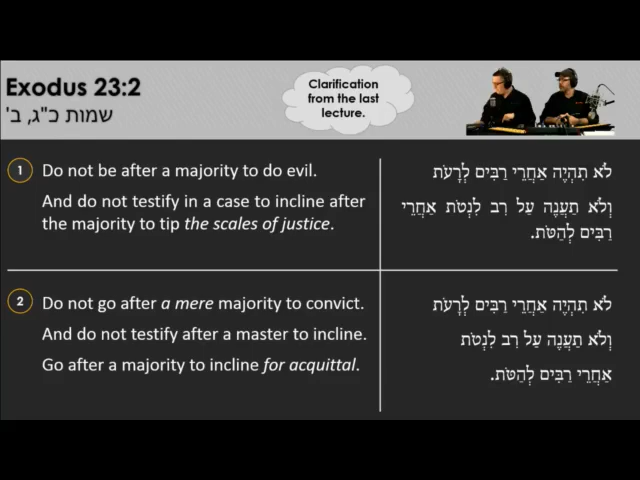 Exodus 23:2
שמות כ"ג, ב'
Clarification
from the last
lecture.
1
Do not be after a majority to do evil.
And do not testify in a case to incline after
the majority to tip the scales of justice.
לֹא תִהְיֶה אַחֲרֵי רַבִּים לְרָעֹת
וְלֹא תַעֲנֶה עַל רִב לִנְטֹת אַחֲרֵי
רַבִּים לְהַטֹּת.
2
Do not go after a mere majority to convict.
And do not testify after a master to incline.
Go after a majority to incline for acquittal.
לֹא תִהְיֶה אַחֲרֵי רַבִּים לְרָעֹת
וְלֹא תַעֲנֶה עַל רִב לִנְטֹת
אַחֲרֵי רַבִּים לְהַטֹּת.